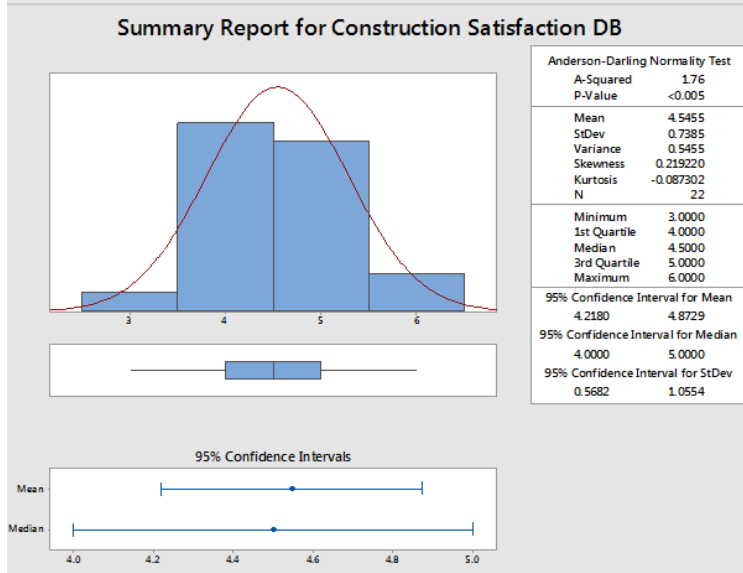 Summary Report for Construction Satisfaction DB
Anderson-Darling Normality Test
A-Squared 1.76
P-Value <0.005
Mean 4.5455
StDev 0.7385
Variance 0.5455
Skewness 0.219220
Kurtosis -0.087302
N 22
Minimum 3.0000
1st Quartile 4.0000
Median 4.5000
3rd Quartile 5.0000
Maximum 6.0000
95% Confidence Interval for Mean
4.2180 4.8729
95% Confidence Interval for Median
4.0000 5.0000
95% Confidence Interval for StDev
0.5682 1.0554
3 4 5 6
95% Confidence Intervals
Mean
Median
4.0 4.2 4.4 4.6 4.8 5.0